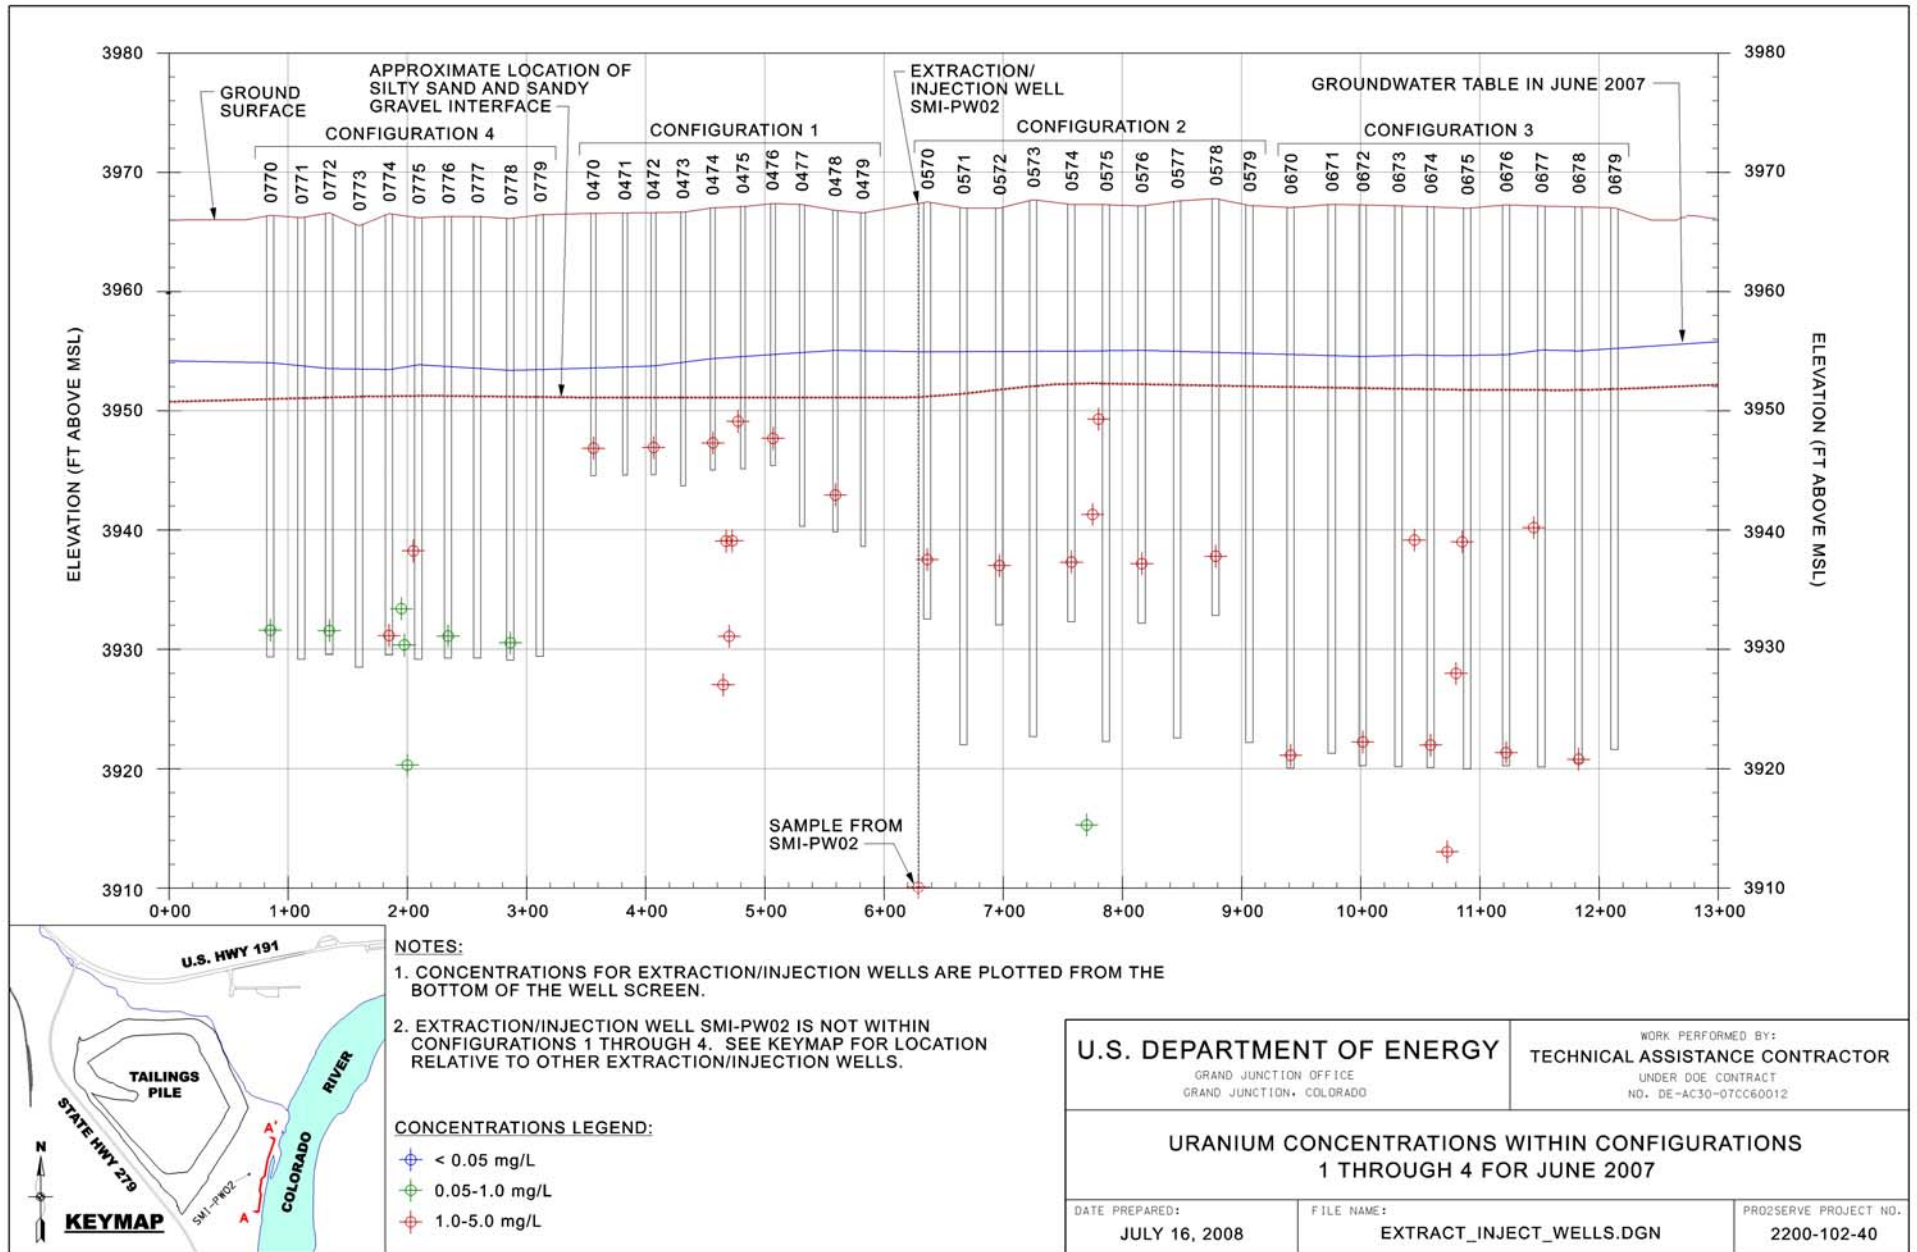 3980
3970
3960
3950
3940
3930
3920
3910
ELEVATION (FT ABOVE MSL)
GROUND
SURFACE
APPROXIMATE LOCATION OF
SILTY SAND AND SANDY
GRAVEL INTERFACE
EXTRACTION/
INJECTION WELL
SMI-PW02
GROUNDWATER TABLE IN JUNE 2007
CONFIGURATION 4
CONFIGURATION 1
CONFIGURATION 2
CONFIGURATION 3
0770
0771
0772
0773
0774
0775
0776
0777
0778
0779
0470
0471
0472
0473
0474
0475
0476
0477
0478
0479
0570
0571
0572
0573
0574
0575
0576
0577
0578
0579
0670
0671
0672
0673
0674
0675
0676
0677
0678
0679
SAMPLE FROM
SMI-PW02
3980
3970
3960
3950
3940
3930
3920
3910
ELEVATION (FT ABOVE MSL)
0+00
1+00
2+00
3+00
4+00
5+00
6+00
7+00
8+00
9+00
10+00
11+00
12+00
13+00
U.S. HWY 191
TAILINGS
PILE
STATE HWY 279
RIVER
COLORADO
A'
A
SMI-PW02
N
KEYMAP
NOTES:
1. CONCENTRATIONS FOR EXTRACTION/INJECTION WELLS ARE PLOTTED FROM THE
BOTTOM OF THE WELL SCREEN.
2. EXTRACTION/INJECTION WELL SMI-PW02 IS NOT WITHIN
CONFIGURATIONS 1 THROUGH 4. SEE KEYMAP FOR LOCATION
RELATIVE TO OTHER EXTRACTION/INJECTION WELLS.
CONCENTRATIONS LEGEND:
< 0.05 mg/L
0.05-1.0 mg/L
1.0-5.0 mg/L
U.S. DEPARTMENT OF ENERGY
GRAND JUNCTION OFFICE
GRAND JUNCTION, COLORADO
WORK PERFORMED BY:
TECHNICAL ASSISTANCE CONTRACTOR
UNDER DOE CONTRACT
NO. DE-AC30-07CC60012
URANIUM CONCENTRATIONS WITHIN CONFIGURATIONS
1 THROUGH 4 FOR JUNE 2007
DATE PREPARED:
JULY 16, 2008
FILE NAME:
EXTRACT_INJECT_WELLS.DGN
PRO2SERVE PROJECT NO.
2200-102-40